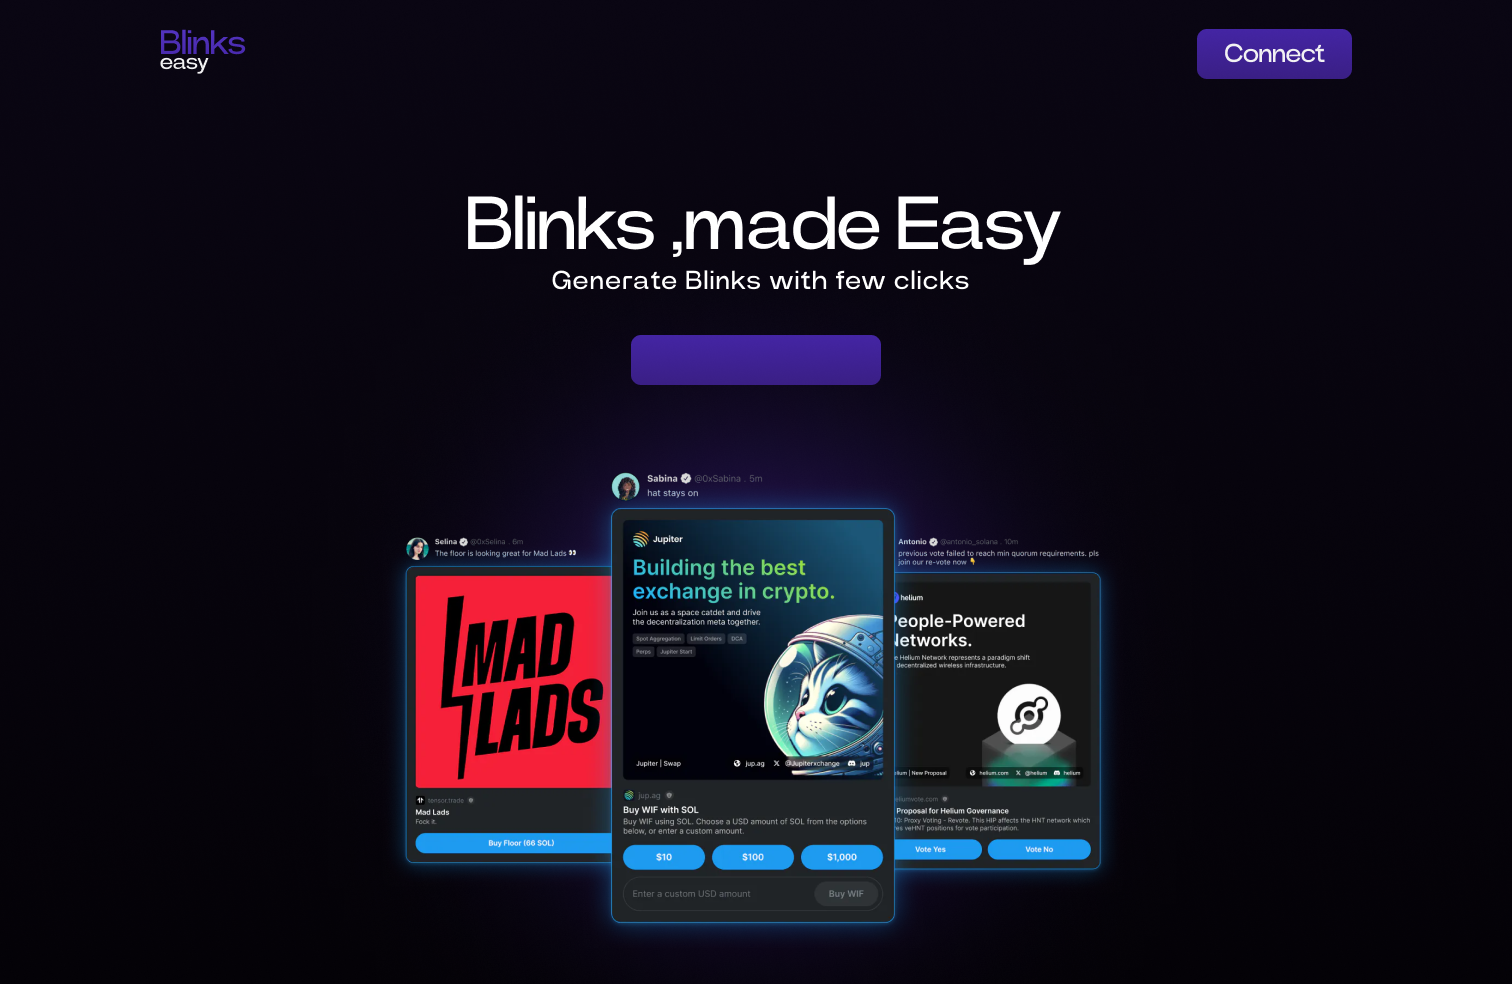 Blinks
easy
Connect
Blinks ,made Easy
Generate Blinks with few clicks
Sabina @0xSabina . 5m
hat stays on
Jupiter
Building the best
exchange in crypto.
Join us as a space catdet and drive
the decentralization meta together.
Spot Aggregation Limit Orders DCA
Perps Jupiter Start
Jupiter | Swap jup.ag @Jupiterxchange jup
jup.ag
Buy WIF with SOL
Buy WIF using SOL. Choose a USD amount of SOL from the options
below, or enter a custom amount.
$10 $100 $1,000
Enter a custom USD amount Buy WIF
Selina @0xSelina . 6m
The floor is looking great for Mad Lads 👀
MAD
LADS
tensor.trade
Mad Lads
Fock it.
Buy Floor (66 SOL)
Antonio @antonio_solana . 10m
previous vote failed to reach min quorum requirements. pls
join our re-vote now 👇
helium
People-Powered
Networks.
Helium Network represents a paradigm shift
decentralized wireless infrastructure.
| New Proposal helium.com @helium helium
Proposal for Helium Governance
10: Proxy Voting - Revote. This HIP affects the HNT network which
veHNT positions for vote participation.
Vote Yes Vote No